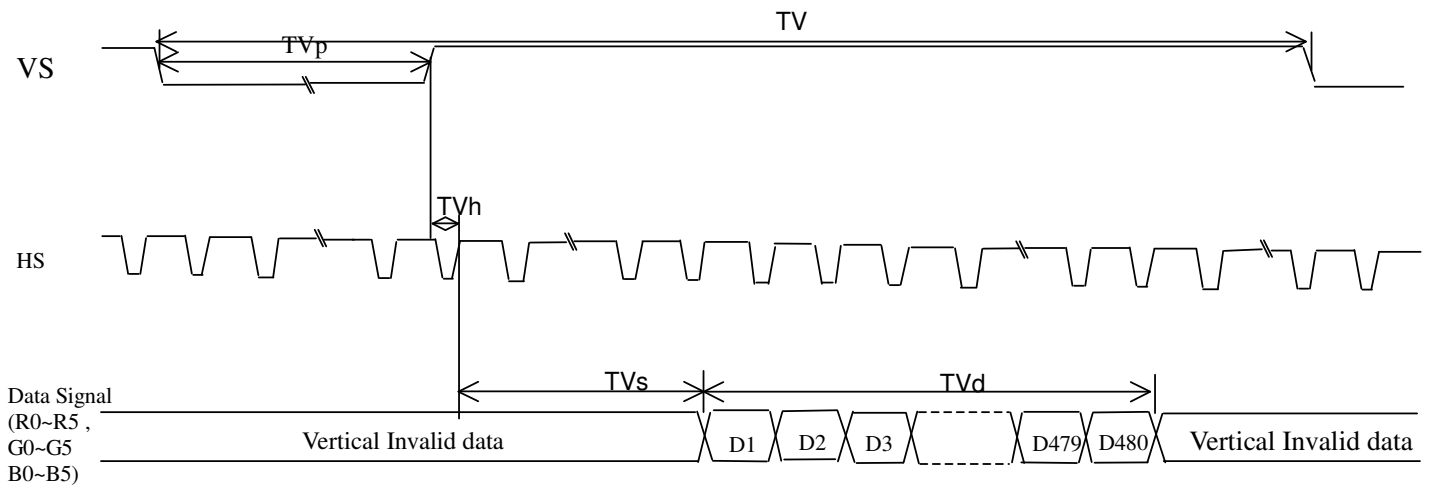 TV
TVp
VS
TVh
HS
TVs
TVd
Data Signal
(R0~R5 ,
G0~G5
B0~B5)
Vertical Invalid data
D1
D2
D3
D479
D480
Vertical Invalid data